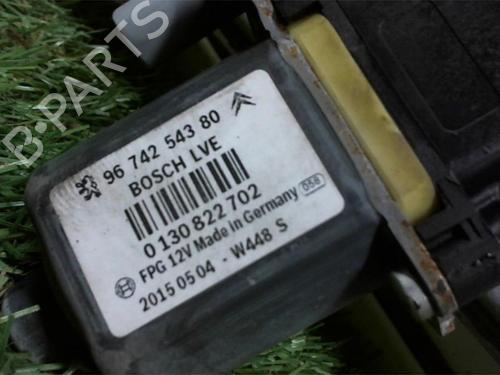 B-PARTS
96 742 543 80
BOSCH LVE
0 130 822 702
FPG 12V Made in Germany 058
2015 05 04 - W448 S